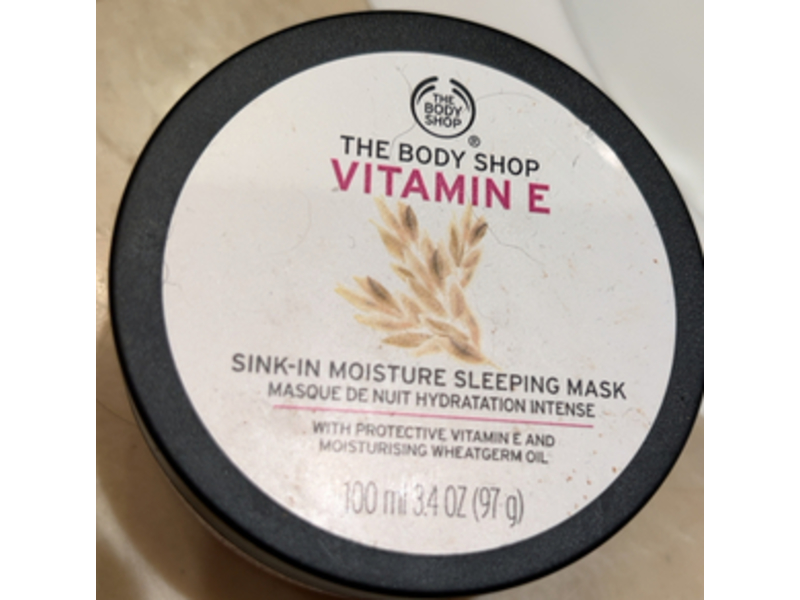 THE
BODY
SHOP
®
THE BODY SHOP
VITAMIN E
SINK-IN MOISTURE SLEEPING MASK
MASQUE DE NUIT HYDRATATION INTENSE
WITH PROTECTIVE VITAMIN E AND
MOISTURISING WHEATGERM OIL
100 ml 3.4 OZ (97 g)